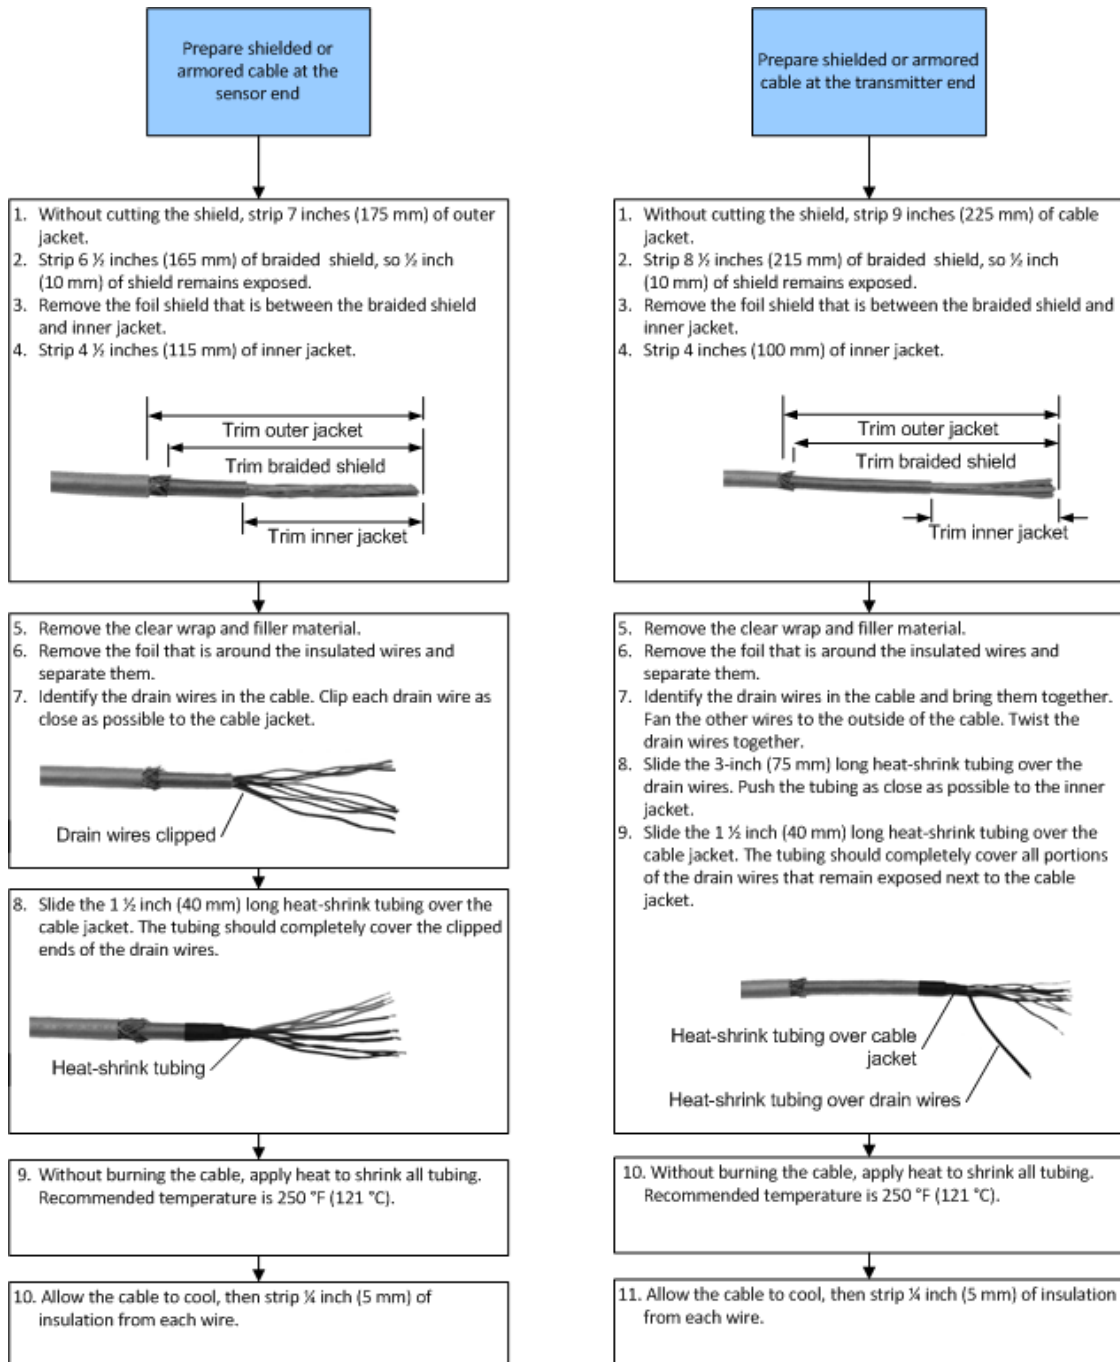 Prepare shielded or
armored cable at the
sensor end
1. Without cutting the shield, strip 7 inches (175 mm) of outer
jacket.
2. Strip 6 ½ inches (165 mm) of braided shield, so ½ inch
(10 mm) of shield remains exposed.
3. Remove the foil shield that is between the braided shield
and inner jacket.
4. Strip 4 ½ inches (115 mm) of inner jacket.
Trim outer jacket
Trim braided shield
Trim inner jacket
5. Remove the clear wrap and filler material.
6. Remove the foil that is around the insulated wires and
separate them.
7. Identify the drain wires in the cable. Clip each drain wire as
close as possible to the cable jacket.
Drain wires clipped
8. Slide the 1 ½ inch (40 mm) long heat-shrink tubing over the
cable jacket. The tubing should completely cover the clipped
ends of the drain wires.
Heat-shrink tubing
9. Without burning the cable, apply heat to shrink all tubing.
Recommended temperature is 250 °F (121 °C).
10. Allow the cable to cool, then strip ¼ inch (5 mm) of
insulation from each wire.
Prepare shielded or armored
cable at the transmitter end
1. Without cutting the shield, strip 9 inches (225 mm) of cable
jacket.
2. Strip 8 ½ inches (215 mm) of braided shield, so ½ inch
(10 mm) of shield remains exposed.
3. Remove the foil shield that is between the braided shield and
inner jacket.
4. Strip 4 inches (100 mm) of inner jacket.
Trim outer jacket
Trim braided shield
Trim inner jacket
5. Remove the clear wrap and filler material.
6. Remove the foil that is around the insulated wires and
separate them.
7. Identify the drain wires in the cable and bring them together.
Fan the other wires to the outside of the cable. Twist the
drain wires together.
8. Slide the 3-inch (75 mm) long heat-shrink tubing over the
drain wires. Push the tubing as close as possible to the inner
jacket.
9. Slide the 1 ½ inch (40 mm) long heat-shrink tubing over the
cable jacket. The tubing should completely cover all portions
of the drain wires that remain exposed next to the cable
jacket.
Heat-shrink tubing over cable
jacket
Heat-shrink tubing over drain wires
10. Without burning the cable, apply heat to shrink all tubing.
Recommended temperature is 250 °F (121 °C).
11. Allow the cable to cool, then strip ¼ inch (5 mm) of insulation
from each wire.